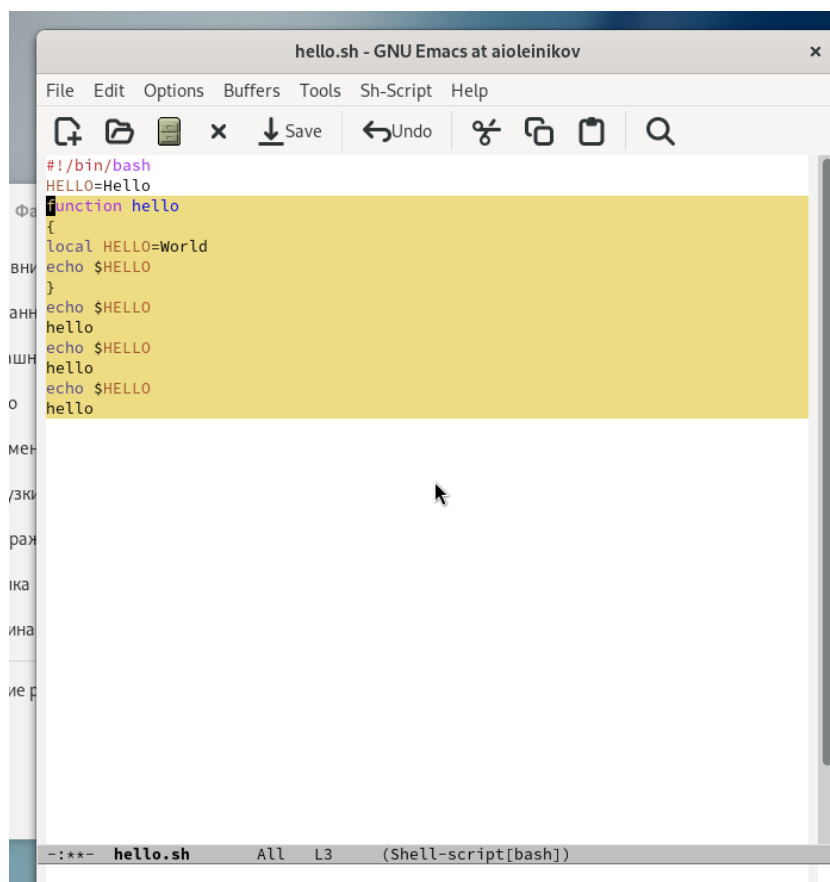 hello.sh - GNU Emacs at aioleinikov
File Edit Options Buffers Tools Sh-Script Help
Save Undo
#!/bin/bash
HELLO=Hello
function hello
{
local HELLO=World
echo $HELLO
}
echo $HELLO
hello
echo $HELLO
hello
echo $HELLO
hello
-:**- hello.sh All L3 (Shell-script[bash])